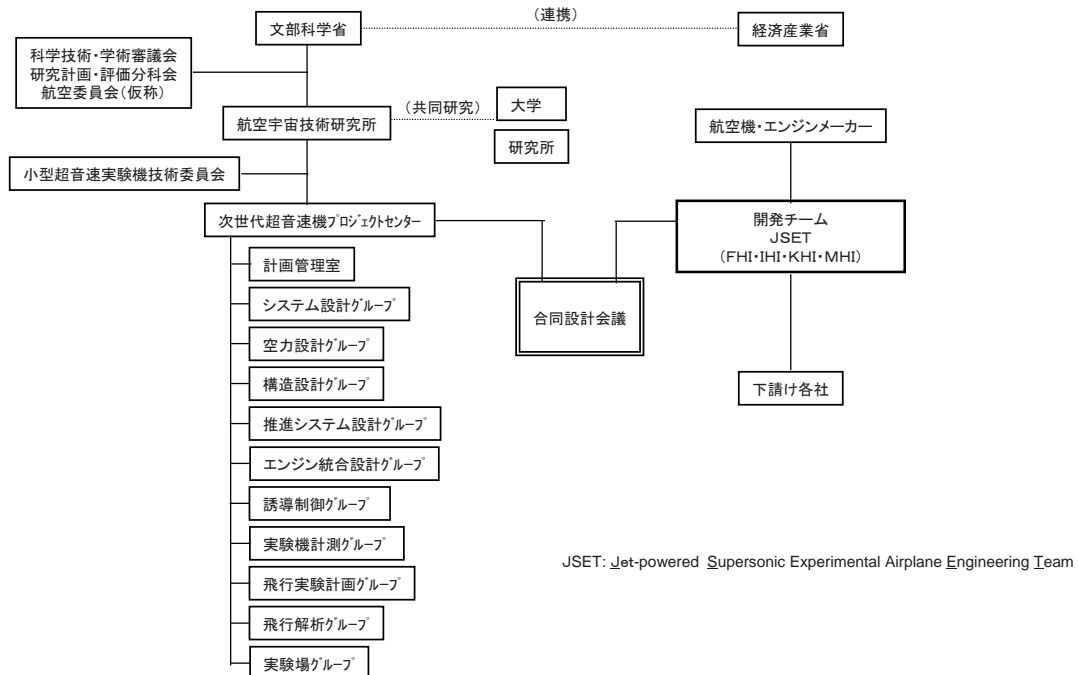 文部科学省
(連携)
経済産業省
科学技術・学術審議会
研究計画・評価分科会
航空委員会(仮称)
航空宇宙技術研究所
(共同研究)
大学
研究所
航空機・エンジンメーカー
小型超音速実験機技術委員会
次世代超音速機ﾌﾟﾛｼﾞｪｸﾄセンター
開発チーム
JSET
(FHI・IHI・KHI・MHI)
合同設計会議
下請け各社
計画管理室
システム設計ｸﾞﾙｰﾌﾟ
空力設計ｸﾞﾙｰﾌﾟ
構造設計ｸﾞﾙｰﾌﾟ
推進システム設計ｸﾞﾙｰﾌﾟ
エンジン統合設計ｸﾞﾙｰﾌﾟ
誘導制御ｸﾞﾙｰﾌﾟ
実験機計測ｸﾞﾙｰﾌﾟ
飛行実験計画ｸﾞﾙｰﾌﾟ
飛行解析ｸﾞﾙｰﾌﾟ
実験場ｸﾞﾙｰﾌﾟ
JSET: Jet-powered Supersonic Experimental Airplane Engineering Team